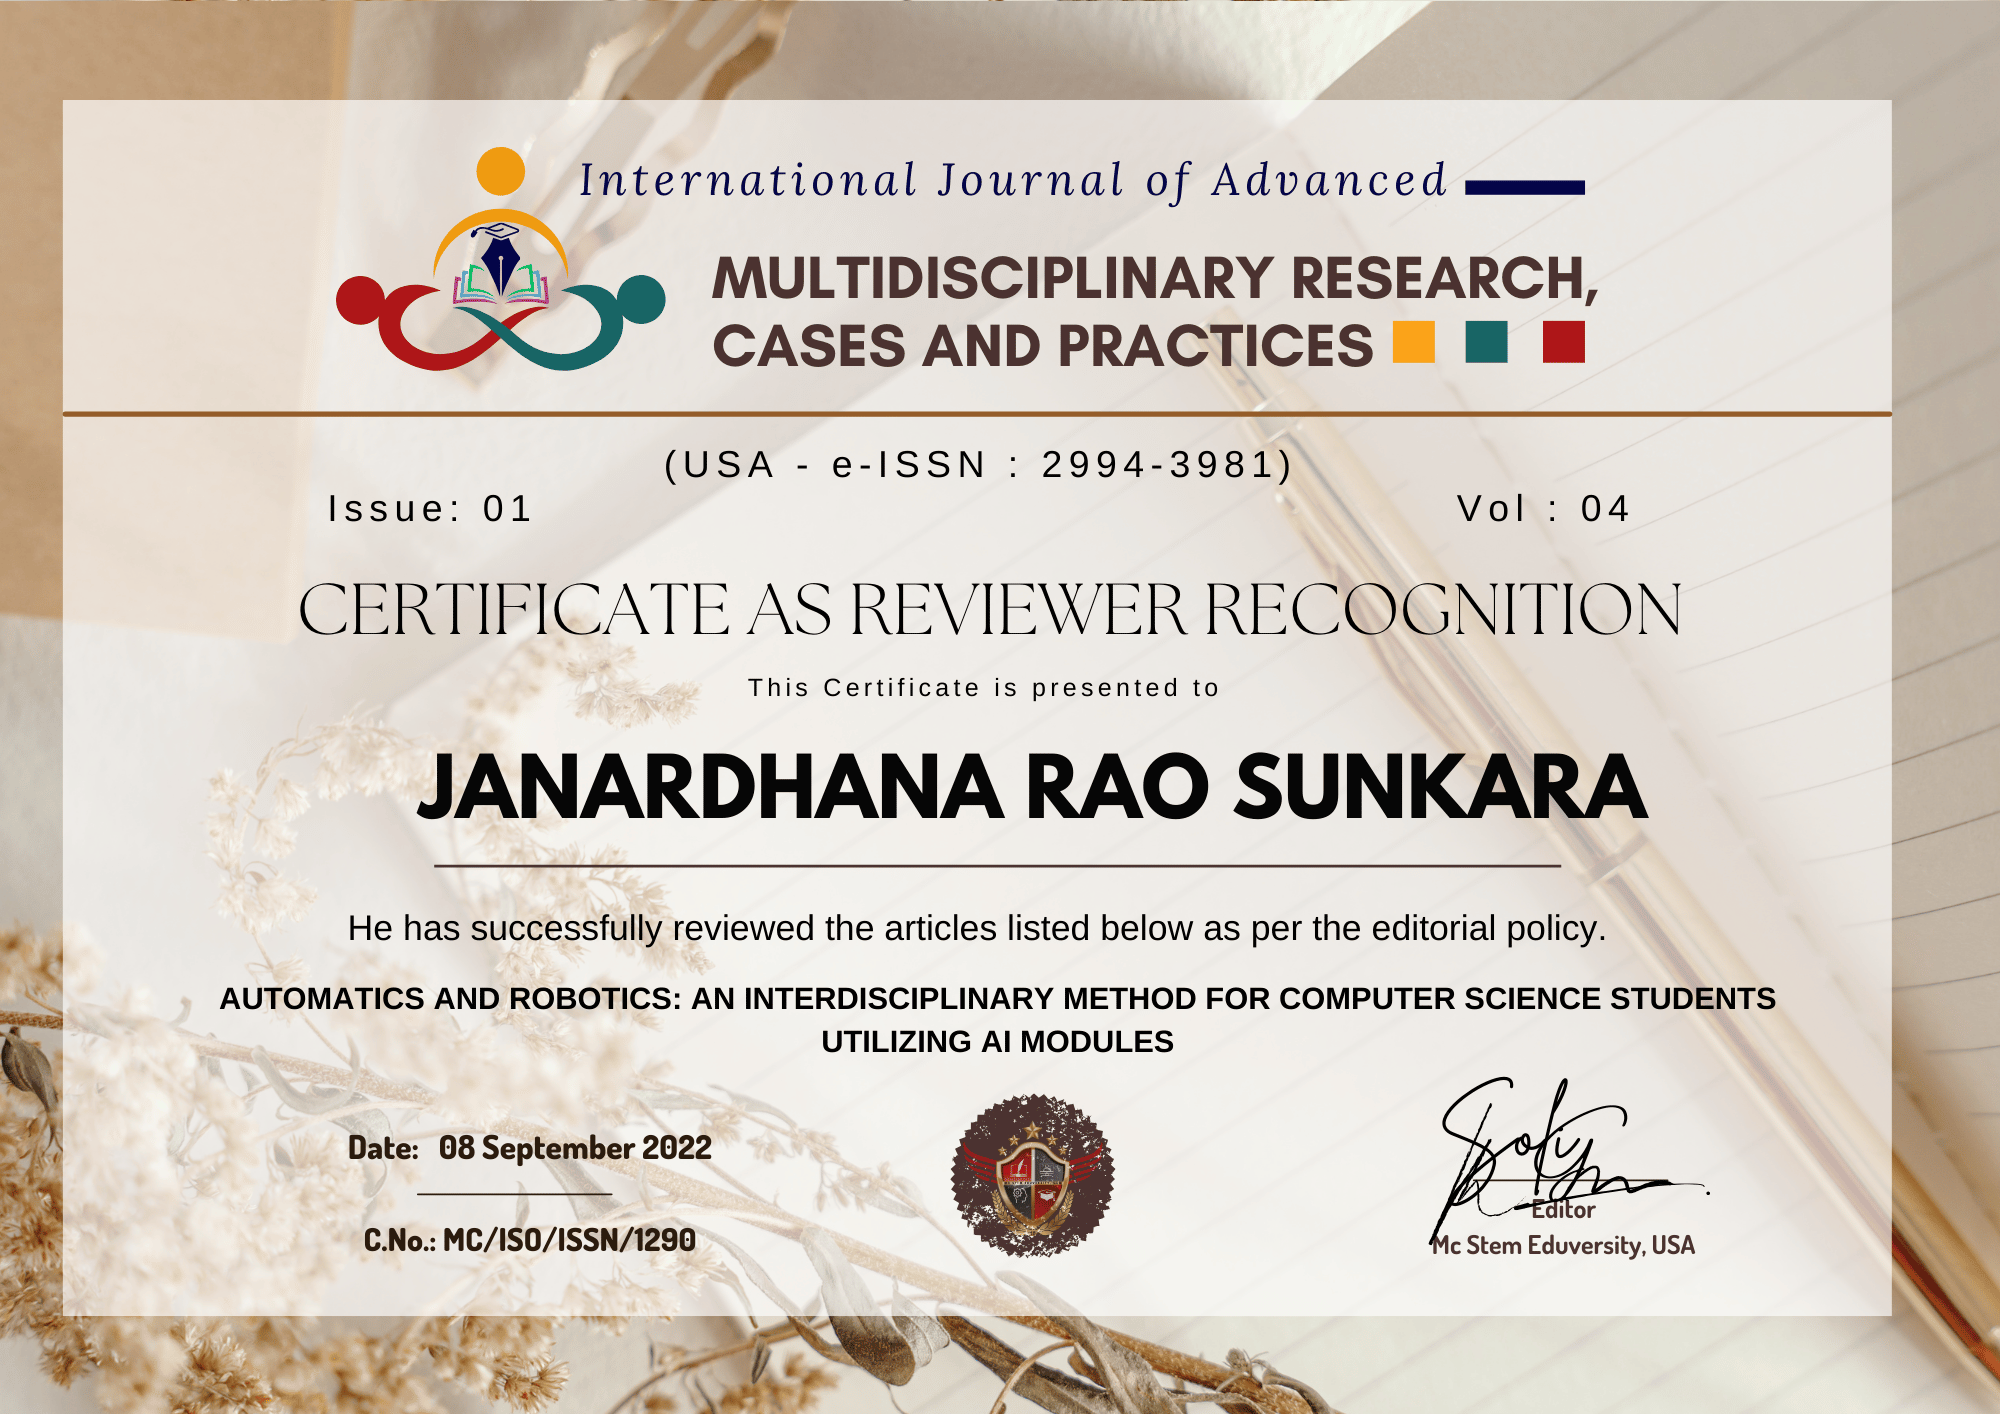 International Journal of Advanced
MULTIDISCIPLINARY RESEARCH,
CASES AND PRACTICES
(USA - e-ISSN : 2994-3981)
Issue: 01
Vol : 04
CERTIFICATE AS REVIEWER RECOGNITION
This Certificate is presented to
JANARDHANA RAO SUNKARA
He has successfully reviewed the articles listed below as per the editorial policy.
AUTOMATICS AND ROBOTICS: AN INTERDISCIPLINARY METHOD FOR COMPUTER SCIENCE STUDENTS
UTILIZING AI MODULES
Date: 08 September 2022
C.No.: MC/ISO/ISSN/1290
Editor
Mc Stem Eduversity, USA